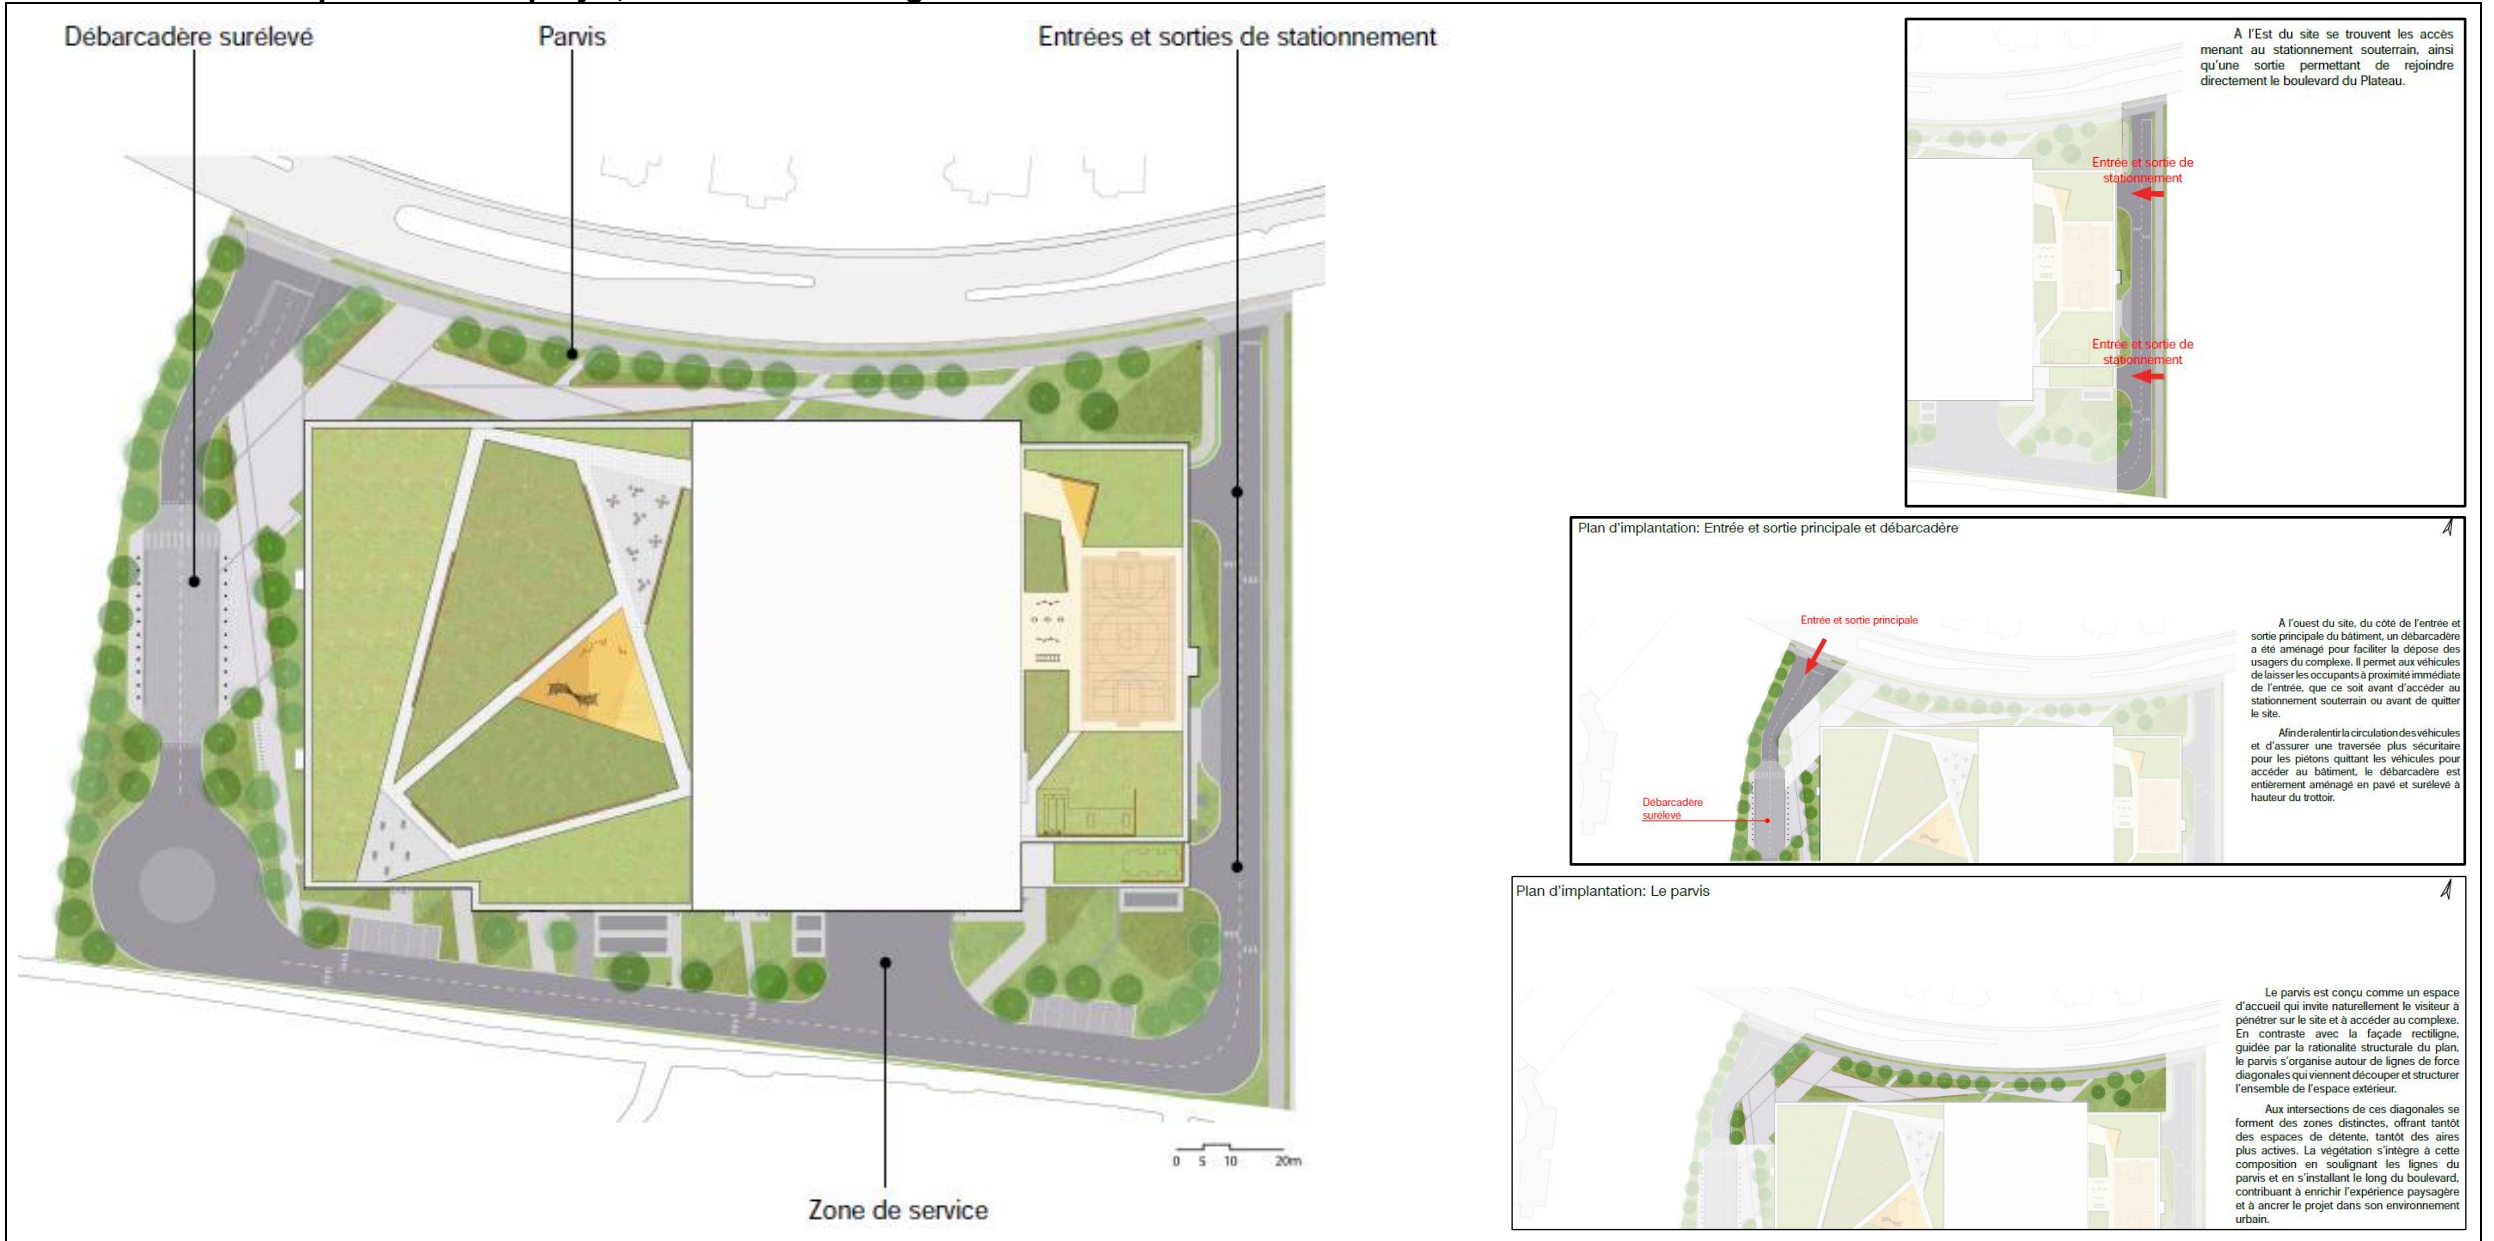 Débarcadère surélevé
Parvis
Entrées et sorties de stationnement
0 5 10 20m
Zone de service
À l'Est du site se trouvent les accès
menant au stationnement souterrain, ainsi
qu'une sortie permettant de rejoindre
directement le boulevard du Plateau.
Entrée et sortie de
stationnement
Entrée et sortie de
stationnement
Plan d'implantation: Entrée et sortie principale et débarcadère
Entrée et sortie principale
Débarcadère
surélevé
À l'ouest du site, du côté de l'entrée et
sortie principale du bâtiment, un débarcadère
a été aménagé pour faciliter la dépose des
usagers du complexe. Il permet aux véhicules
de laisser les occupants à proximité immédiate
de l'entrée, que ce soit avant d'accéder au
stationnement souterrain ou avant de quitter
le site.
Afin de ralentir la circulation des véhicules
et d'assurer une traversée plus sécuritaire
pour les piétons quittant les véhicules pour
accéder au bâtiment, le débarcadère est
entièrement aménagé en pavé et surélevé à
hauteur du trottoir.
Plan d'implantation: Le parvis
Le parvis est conçu comme un espace
d'accueil qui invite naturellement le visiteur à
pénétrer sur le site et à accéder au complexe.
En contraste avec la façade rectiligne,
guidée par la rationalité structurale du plan,
le parvis s'organise autour de lignes de force
diagonales qui viennent découper et structurer
l'ensemble de l'espace extérieur.
Aux intersections de ces diagonales se
forment des zones distinctes, offrant tantôt
des espaces de détente, tantôt des aires
plus actives. La végétation s'intègre à cette
composition en soulignant les lignes du
parvis et en s'installant le long du boulevard,
contribuant à enrichir l'expérience paysagère
et à ancrer le projet dans son environnement
urbain.